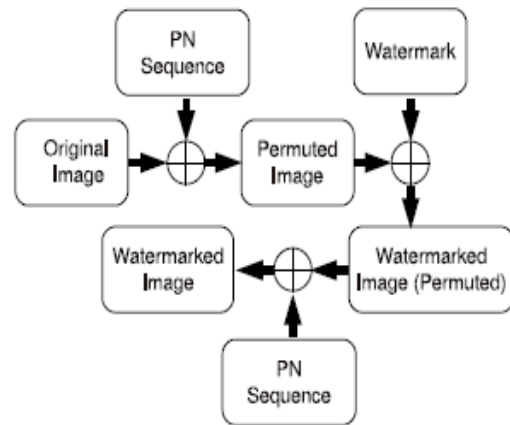 PN
Sequence
Watermark
Original
Image
Permuted
Image
Watermarked
Image
Watermarked
Image (Permuted)
PN
Sequence